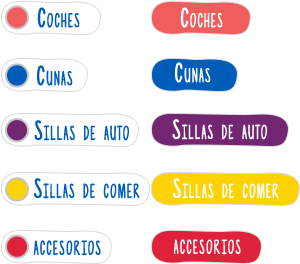 Coches Coches
Cunas Cunas
Sillas de auto Sillas de auto
Sillas de comer Sillas de comer
accesorios accesorios